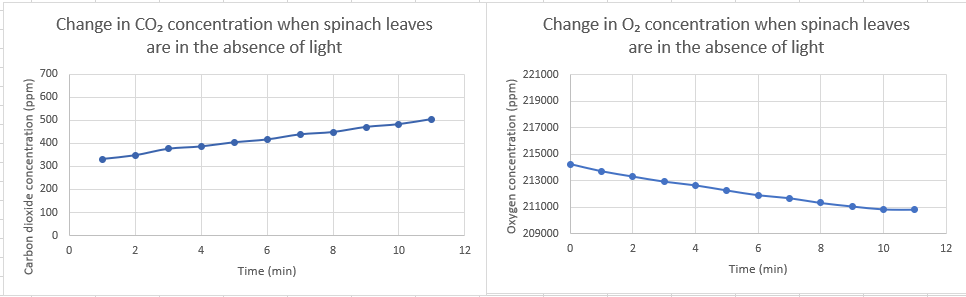 Change in CO₂ concentration when spinach leaves
are in the absence of light
Carbon dioxide concentration (ppm)
700
600
500
400
300
200
100
0
0 2 4 6 8 10 12
Time (min)
Change in O₂ concentration when spinach leaves
are in the absence of light
Oxygen concentration (ppm)
221000
219000
217000
215000
213000
211000
209000
0 2 4 6 8 10 12
Time (min)